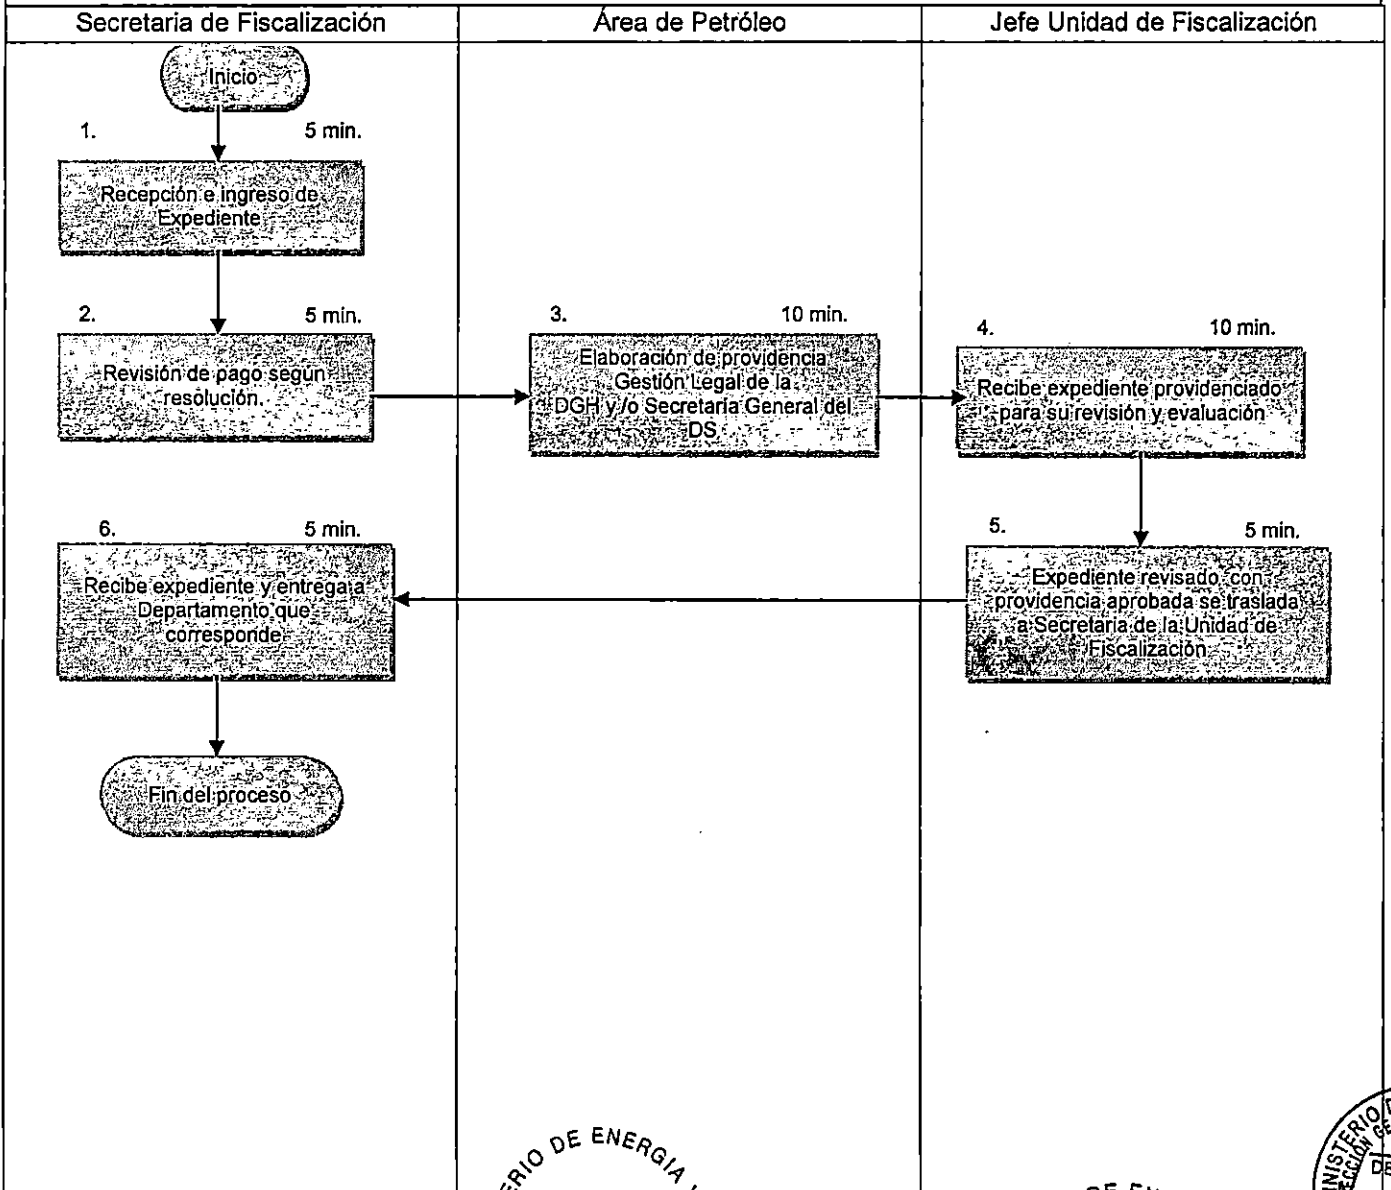 Secretaria de Fiscalización
Área de Petróleo
Jefe Unidad de Fiscalización
Inicio
1. 5 min.
Recepción e ingreso de
Expediente
2. 5 min.
Revisión de pago según
resolución.
3. 10 min.
Elaboración de providencia
Gestión Legal de la
DGH y/o Secretaria General del
DS
4. 10 min.
Recibe expediente providenciado
para su revisión y evaluación
5. 5 min.
Expediente revisado, con
providencia aprobada se traslada
a Secretaria de la Unidad de
Fiscalización
6. 5 min.
Recibe expediente y entrega a
Departamento que
corresponde
Fin del proceso
DE ENERGIA